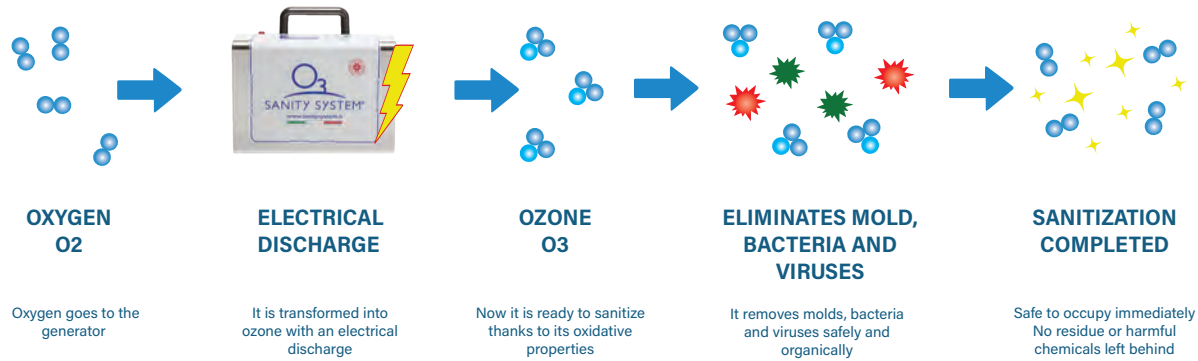 O3
SANITY SYSTEM®
www.sanitysystem.it
OXYGEN
O2
Oxygen goes to the
generator
ELECTRICAL
DISCHARGE
It is transformed into
ozone with an electrical
discharge
OZONE
O3
Now it is ready to sanitize
thanks to its oxidative
properties
ELIMINATES MOLD,
BACTERIA AND
VIRUSES
It removes molds, bacteria
and viruses safely and
organically
SANITIZATION
COMPLETED
Safe to occupy immediately
No residue or harmful
chemicals left behind